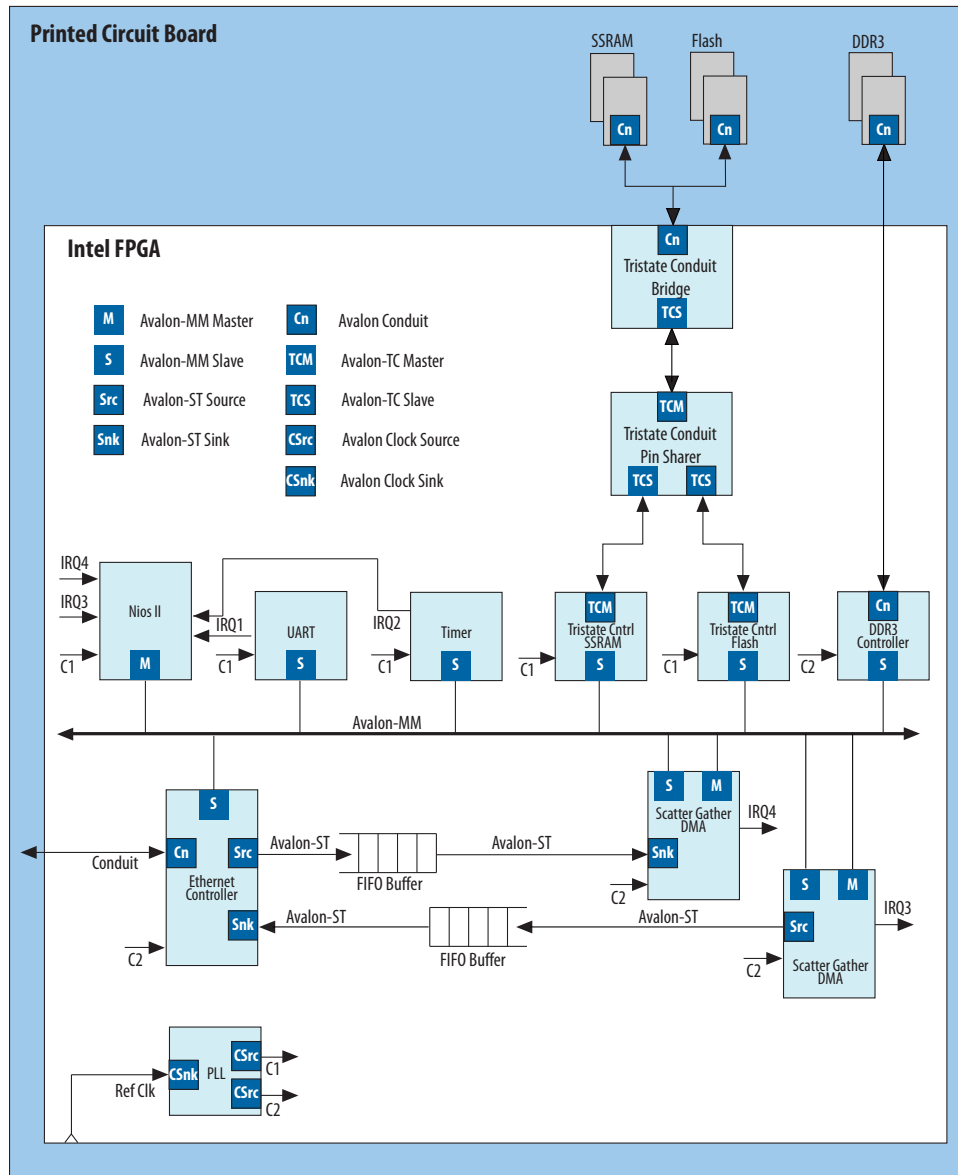 Printed Circuit Board
SSRAM
Flash
DDR3
Cn
Cn
Cn
Intel FPGA
Cn
Tristate Conduit
Bridge
TCS
M
Avalon-MM Master
Cn
Avalon Conduit
S
Avalon-MM Slave
TCM
Avalon-TC Master
Src
Avalon-ST Source
TCS
Avalon-TC Slave
Snk
Avalon-ST Sink
CSrc
Avalon Clock Source
CSnk
Avalon Clock Sink
TCM
Tristate Conduit
Pin Sharer
TCS
TCS
IRQ4
IRQ3
C1
Nios II
M
IRQ1
C1
UART
S
IRQ2
C1
Timer
S
C1
TCM
Tristate Cntrl
SSRAM
S
C1
TCM
Tristate Cntrl
Flash
S
C2
Cn
DDR3
Controller
S
Avalon-MM
S
Conduit
Cn
Src
Ethernet
Controller
Snk
C2
Avalon-ST
FIFO Buffer
Avalon-ST
S
M
Scatter Gather
DMA
Snk
IRQ4
C2
Avalon-ST
FIFO Buffer
Avalon-ST
S
M
Src
IRQ3
C2
Scatter Gather
DMA
Ref Clk
CSnk
PLL
CSrc
C1
CSrc
C2